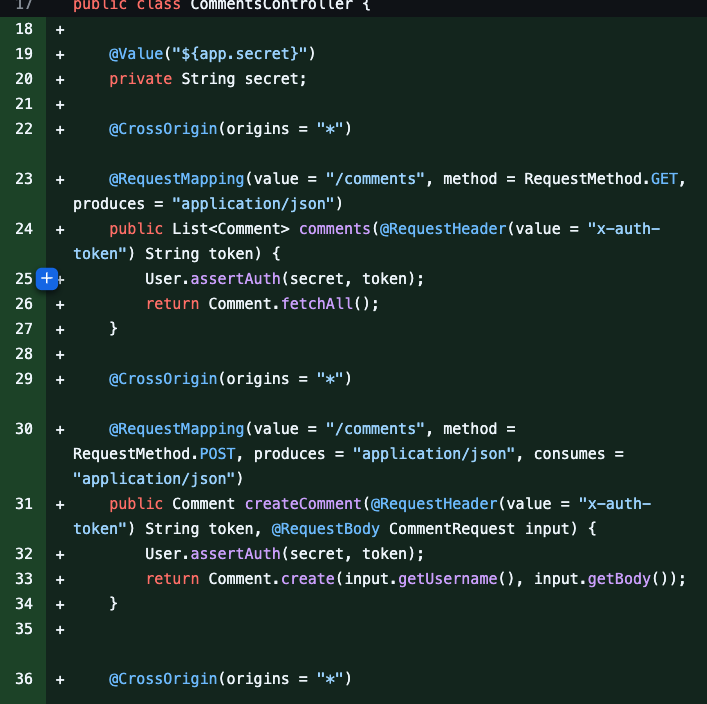 17 public class CommentsController {
18 +
19 + @Value("${app.secret}")
20 + private String secret;
21 +
22 + @CrossOrigin(origins = "*")
23 + @RequestMapping(value = "/comments", method = RequestMethod.GET,
produces = "application/json")
24 + public List<Comment> comments(@RequestHeader(value = "x-auth-
token") String token) {
25 + User.assertAuth(secret, token);
26 + return Comment.fetchAll();
27 + }
28 +
29 + @CrossOrigin(origins = "*")
30 + @RequestMapping(value = "/comments", method =
RequestMethod.POST, produces = "application/json", consumes =
"application/json")
31 + public Comment createComment(@RequestHeader(value = "x-auth-
token") String token, @RequestBody CommentRequest input) {
32 + User.assertAuth(secret, token);
33 + return Comment.create(input.getUsername(), input.getBody());
34 + }
35 +
36 + @CrossOrigin(origins = "*")